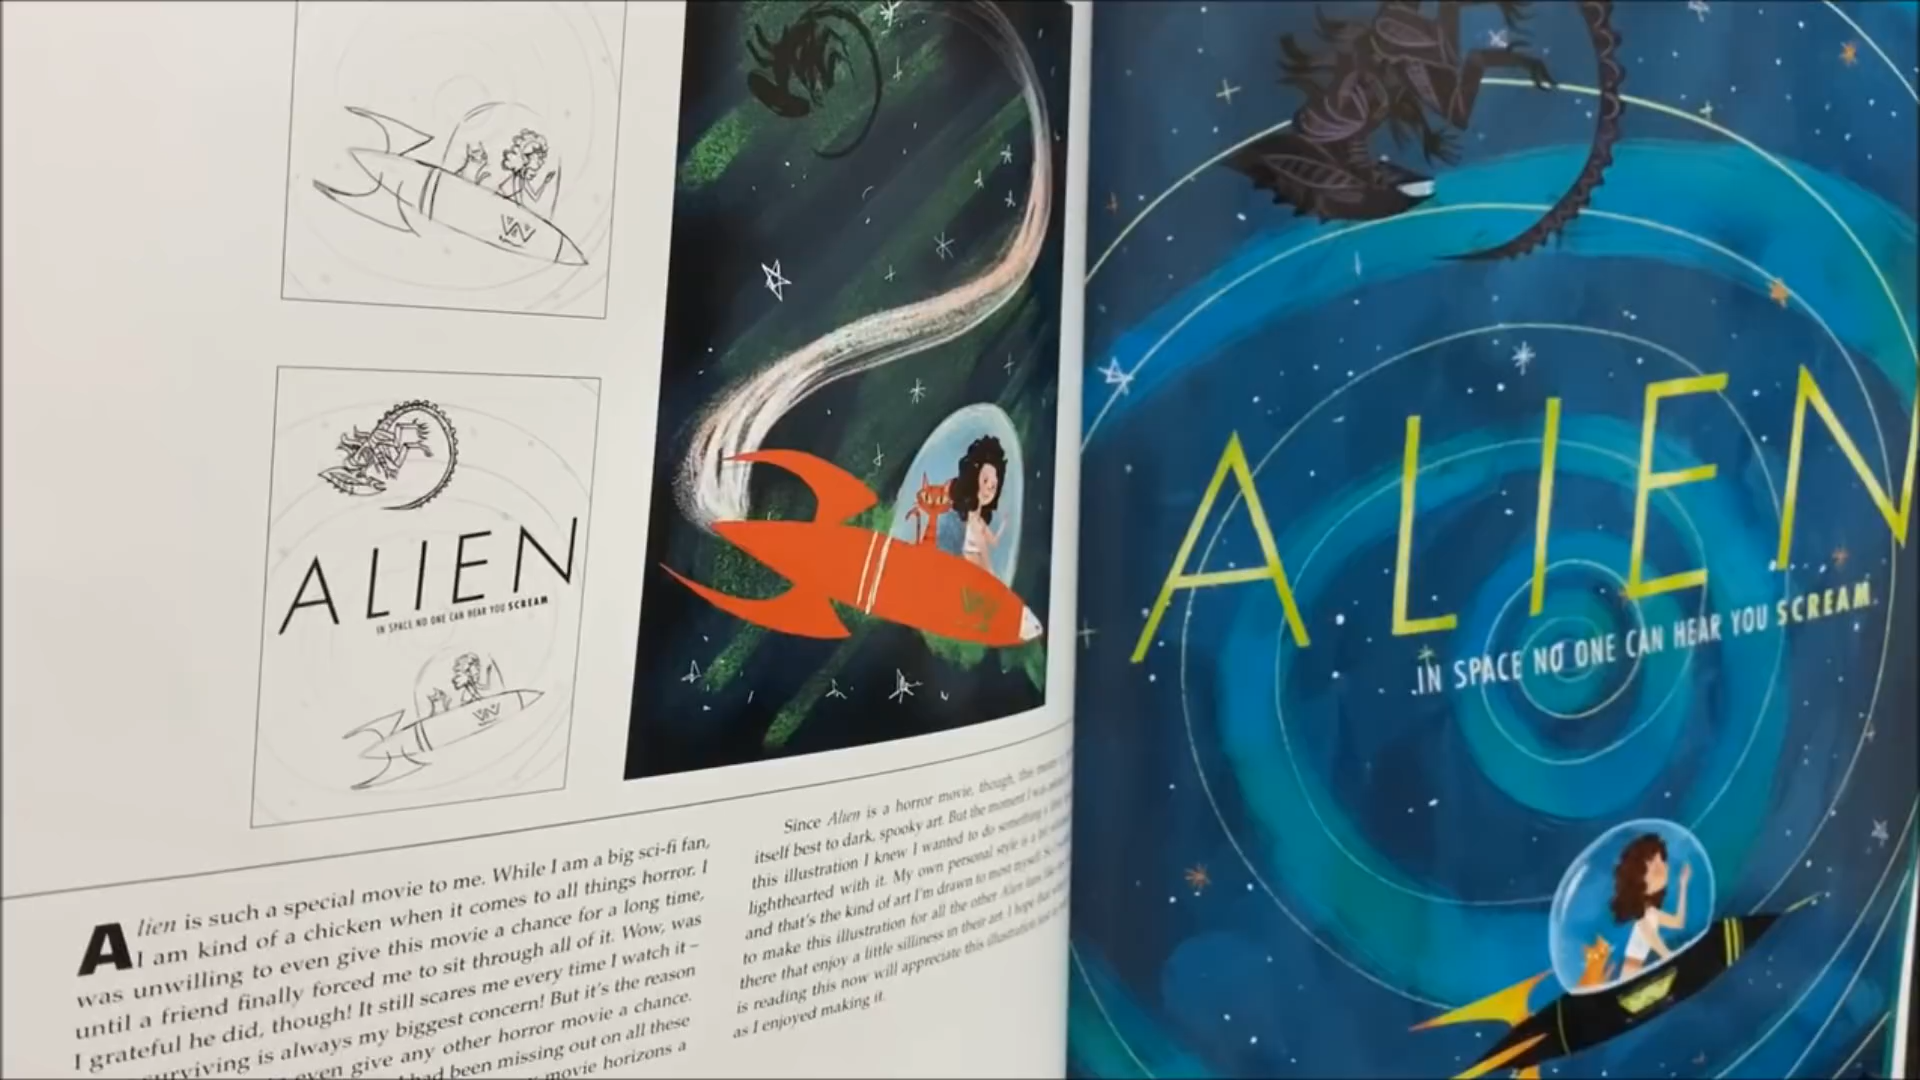 ALIEN
IN SPACE NO ONE CAN HEAR YOU SCREAM
Alien is such a special movie to me. While I am a big sci-fi fan,
I am kind of a chicken when it comes to all things horror. I
was unwilling to even give this movie a chance for a long time,
until a friend finally forced me to sit through all of it. Wow, was
I grateful he did, though! It still scares me every time I watch it –
surviving is always my biggest concern! But it's the reason
even give any other horror movie a chance.
had been missing out on all these
movie horizons a
Since Alien is a horror movie, though, the
itself best to dark, spooky art. But the moment I was
this illustration I knew I wanted to do something a
lighthearted with it. My own personal style is a
and that's the kind of art I'm drawn to most myself.
to make this illustration for all the other Alien fans
there that enjoy a little silliness in their art. I hope that
is reading this now will appreciate this illustration
as I enjoyed making it.
ALIEN
IN SPACE NO ONE CAN HEAR YOU SCREAM.